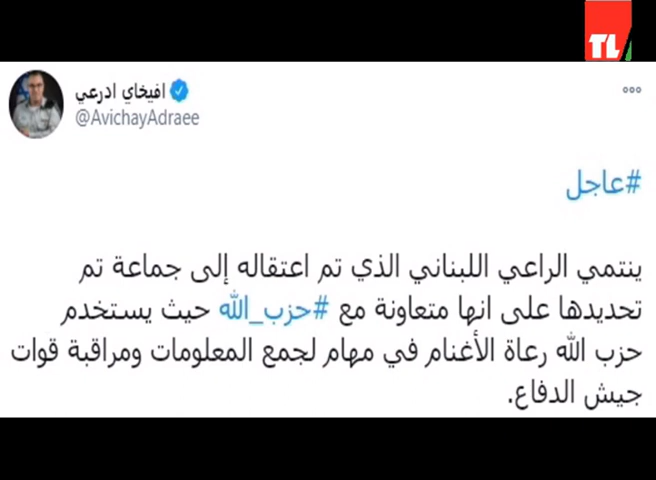 TL
افيخاي ادرعي
@AvichayAdraee
#عاجل
ينتمي الراعي اللبناني الذي تم اعتقاله إلى جماعة تم
تحديدها على انها متعاونة مع #حزب_الله حيث يستخدم
حزب الله رعاة الأغنام في مهام لجمع المعلومات ومراقبة قوات
جيش الدفاع.